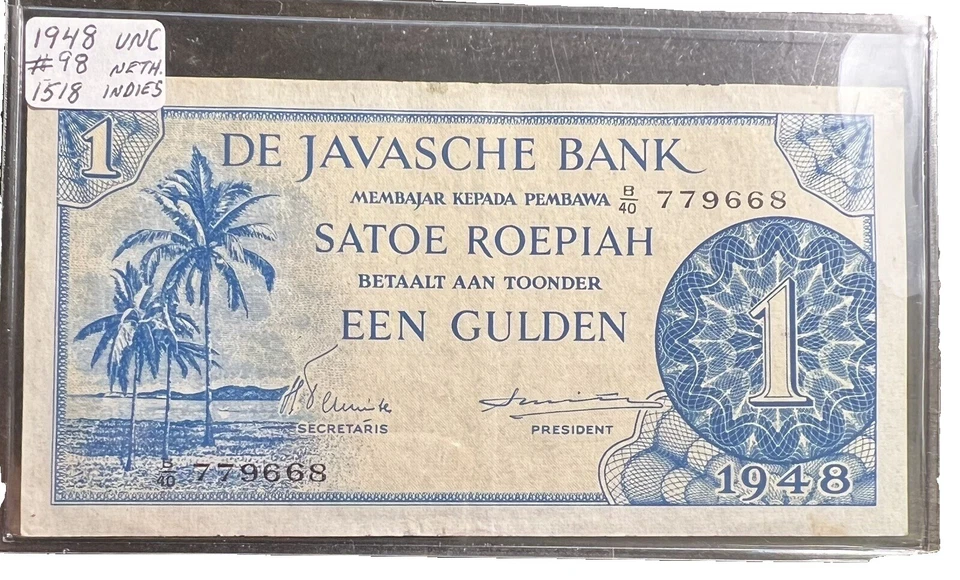 1948 UNC
#98 NETH.
1518 INDIES
1
DE JAVASCHE BANK
MEMBAJAR KEPADA PEMBAWA B/40 779668
SATOE ROEPIAH
BETAALT AAN TOONDER
EEN GULDEN
1
SECRETARIS PRESIDENT
B/40 779668
1948